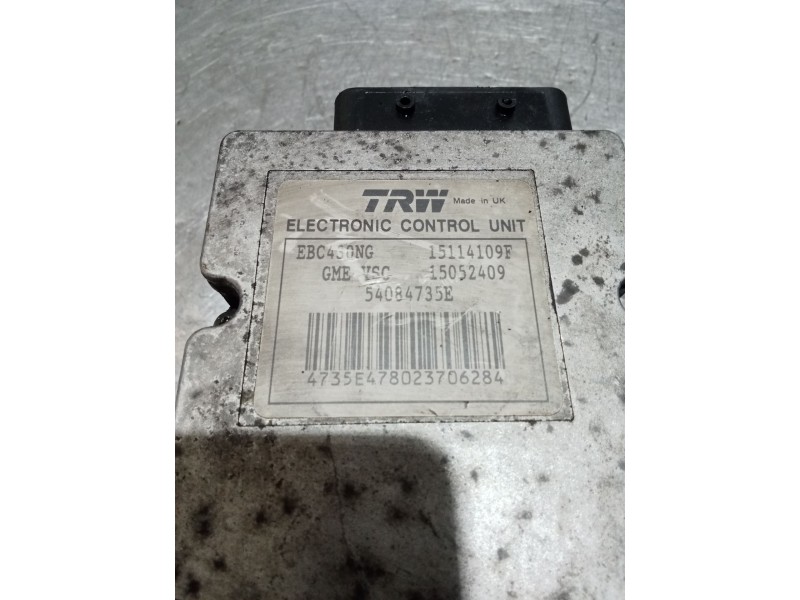 TRW Made in UK
ELECTRONIC CONTROL UNIT
EBC430NG 15114109F
GME VSC 15052409
54084735E
4735E478023706284